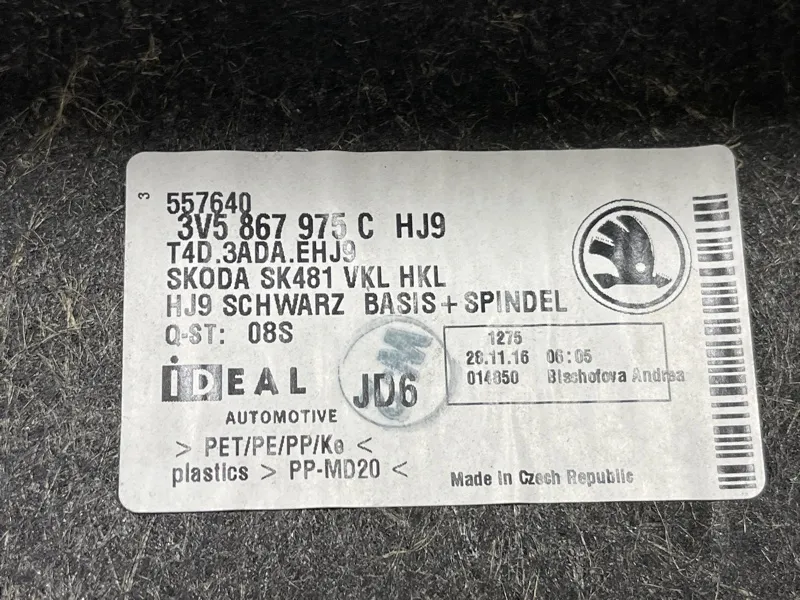 3
557640
3V5 867 975 C HJ9
T4D.3ADA.EHJ9
SKODA SK481 VKL HKL
HJ9 SCHWARZ BASIS+SPINDEL
Q-ST: 08S
1275
28.11.16 06:05
014850 Blschofova Andrea
iDEAL
AUTOMOTIVE
JD6
> PET/PE/PP/Ke <
plastics > PP-MD20 <
Made in Czech Republic